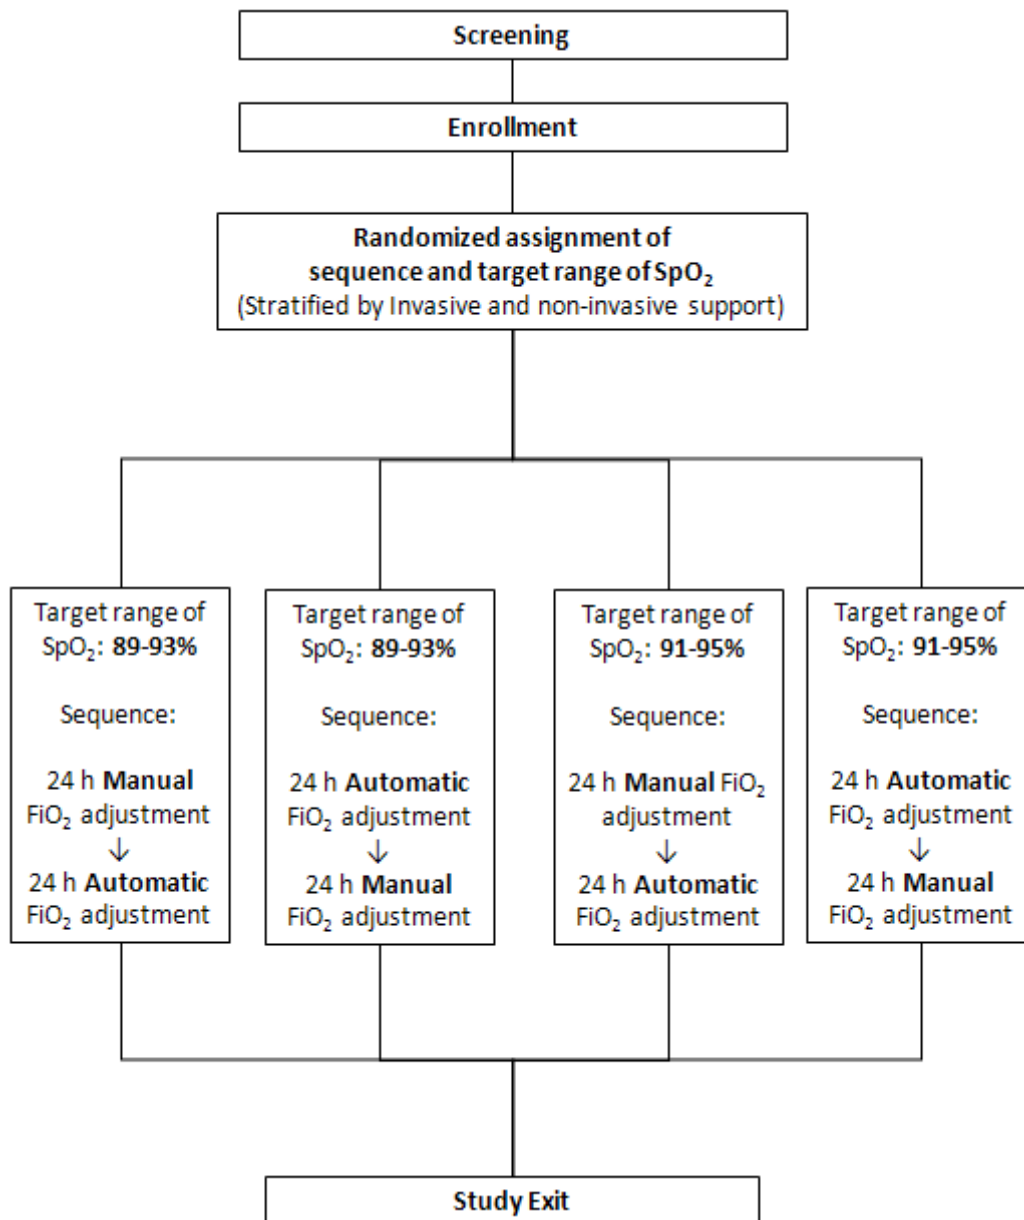 Screening
Enrollment
Randomized assignment of
sequence and target range of SpO₂
(Stratified by Invasive and non-invasive support)
Target range of
SpO₂: 89-93%
Sequence:
24 h Manual
FiO₂ adjustment
↓
24 h Automatic
FiO₂ adjustment
Target range of
SpO₂: 89-93%
Sequence:
24 h Automatic
FiO₂ adjustment
↓
24 h Manual
FiO₂ adjustment
Target range of
SpO₂: 91-95%
Sequence:
24 h Manual FiO₂
adjustment
↓
24 h Automatic
FiO₂ adjustment
Target range of
SpO₂: 91-95%
Sequence:
24 h Automatic
FiO₂ adjustment
↓
24 h Manual
FiO₂ adjustment
Study Exit